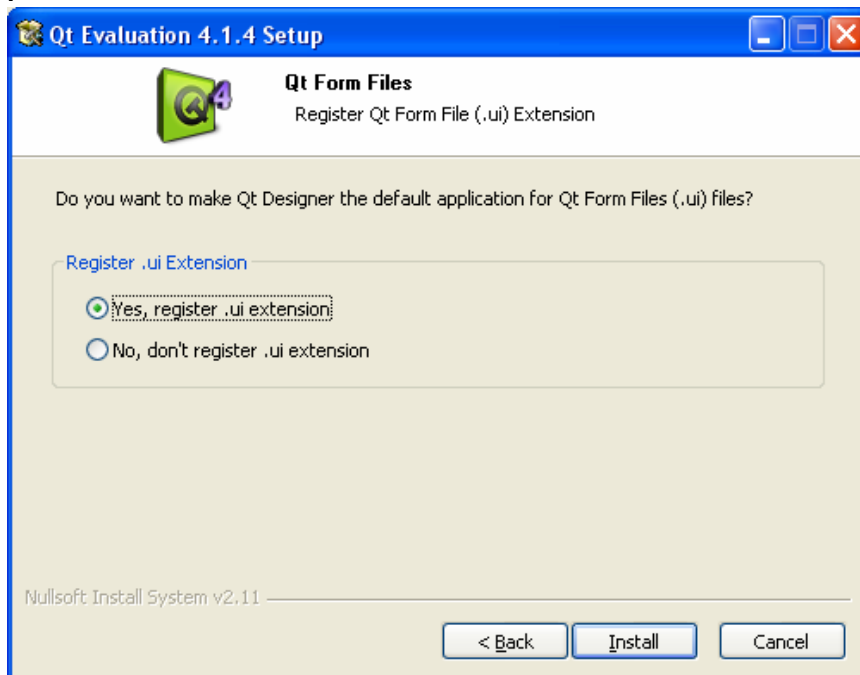 Qt Evaluation 4.1.4 Setup
4
Qt Form Files
Register Qt Form File (.ui) Extension
Do you want to make Qt Designer the default application for Qt Form Files (.ui) files?
Register .ui Extension
Yes, register .ui extension
No, don't register .ui extension
Nullsoft Install System v2.11
< Back
Install
Cancel